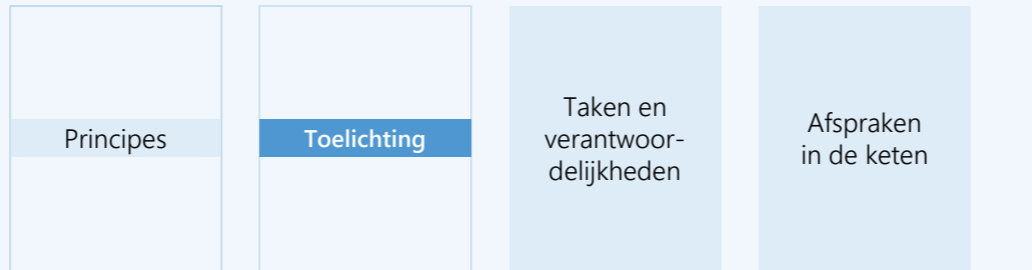 Principes
Toelichting
Taken en
verantwoor-
delijkheden
Afspraken
in de keten